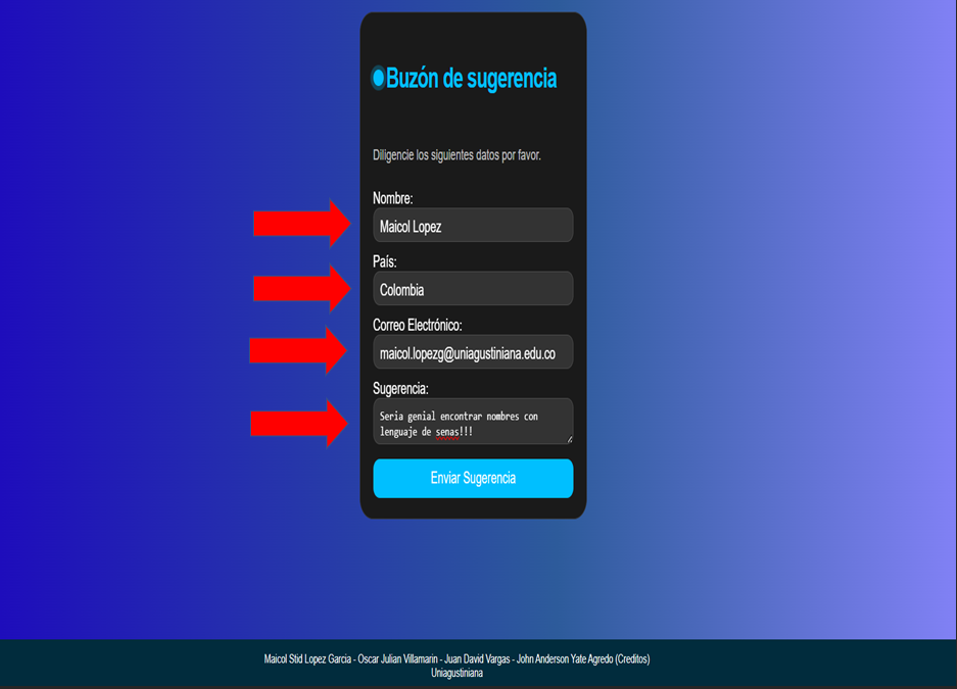 Buzón de sugerencia
Diligencie los siguientes datos por favor.
Nombre:
Maicol Lopez
País:
Colombia
Correo Electrónico:
maicol.lopezg@uniagustiniana.edu.co
Sugerencia:
Seria genial encontrar nombres con
lenguaje de senas!!!
Enviar Sugerencia
Maicol Stid Lopez Garcia - Oscar Julian Villamarin - Juan David Vargas - John Anderson Yate Agredo (Creditos)
Uniagustiniana